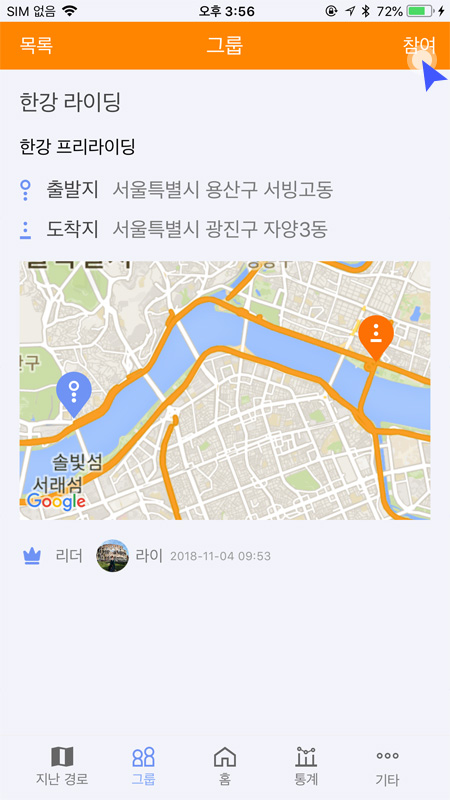 SIM 없음 오후 3:56 72%
목록 그룹 참여
한강 라이딩
한강 프리라이딩
출발지 서울특별시 용산구 서빙고동
도착지 서울특별시 광진구 자양3동
솔빛섬
서래섬
Google
리더 라이 2018-11-04 09:53
지난 경로 그룹 홈 통계 기타